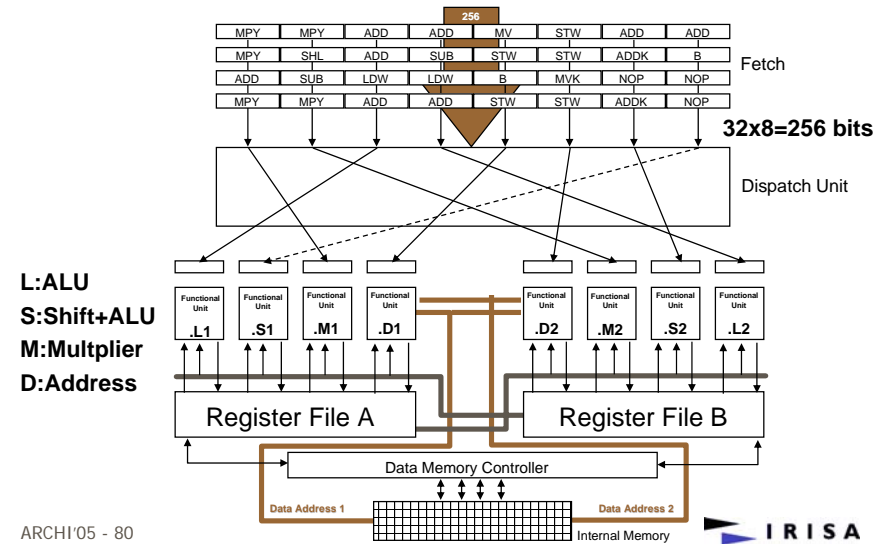 256
MPY MPY ADD ADD MV STW ADD ADD
MPY SHL ADD SUB STW STW ADDK B
Fetch
ADD SUB LDW LDW B MVK NOP NOP
MPY MPY ADD ADD STW STW ADDK NOP
32x8=256 bits
Dispatch Unit
L:ALU
S:Shift+ALU
M:Multplier
D:Address
Functional Unit .L1
Functional Unit .S1
Functional Unit .M1
Functional Unit .D1
Functional Unit .D2
Functional Unit .M2
Functional Unit .S2
Functional Unit .L2
Register File A
Register File B
Data Memory Controller
Data Address 1
Data Address 2
Internal Memory
ARCHI'05 - 80
IRISA